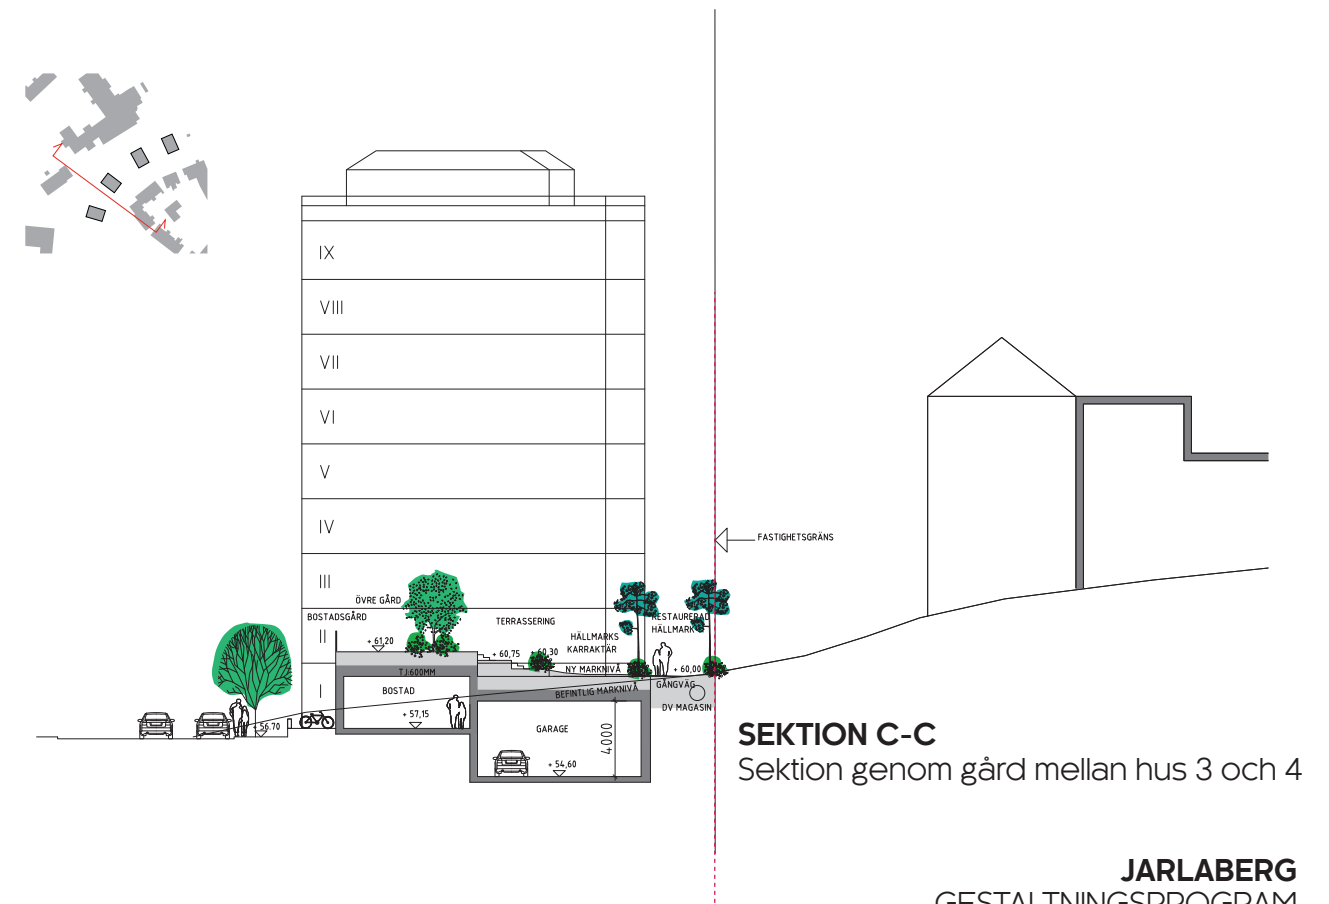 IX
VIII
VII
VI
V
IV
FASTIGHETSGRÄNS
III
ÖVRE GÅRD
BOSTADSGÅRD
TERRASSERING
RESTAURERAD
HÄLLMARK
II
HÄLLMARKS
KARRAKTÄR
+ 61,20
+ 60,75
+ 60,30
NY MARKNIVÅ
+ 60,00
TJ:600MM
I
BOSTAD
BEFINTLIG MARKNIVÅ
GÅNGVÄG
DV MAGASIN
+ 57,15
+ 56.70
GARAGE
4000
+ 54,60
SEKTION C-C
Sektion genom gård mellan hus 3 och 4
JARLABERG
GESTALTNINGSPROGRAM